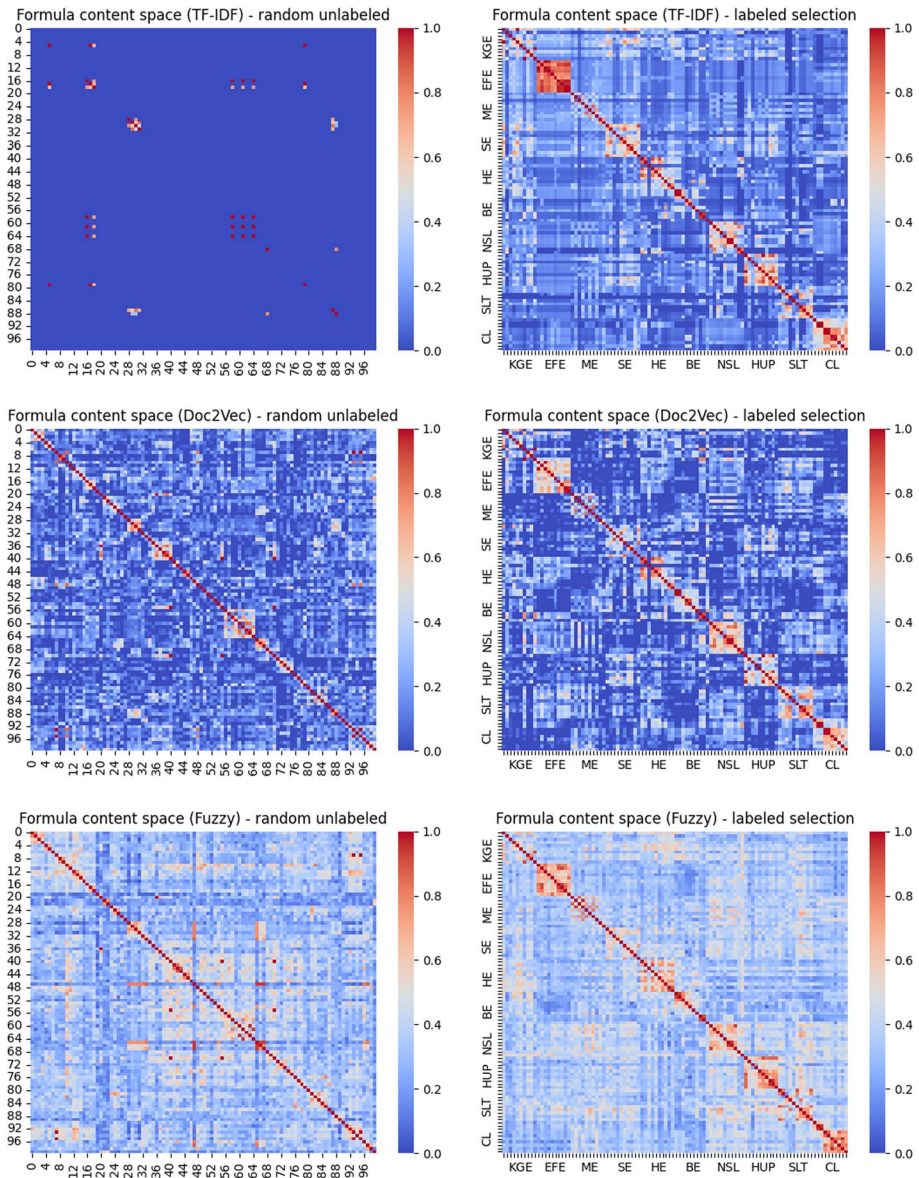 Formula content space (TF-IDF) - random unlabeled
0
4
8
12
16
20
24
28
32
36
40
44
48
52
56
60
64
68
72
76
80
84
88
92
96
0 4 8 12 16 20 24 28 32 36 40 44 48 52 56 60 64 68 72 76 80 84 88 92 96
1.0
0.8
0.6
0.4
0.2
0.0
Formula content space (TF-IDF) - labeled selection
KGE
EFE
ME
SE
HE
BE
NSL
HUP
SLT
CL
KGE EFE ME SE HE BE NSL HUP SLT CL
1.0
0.8
0.6
0.4
0.2
0.0
Formula content space (Doc2Vec) - random unlabeled
0
4
8
12
16
20
24
28
32
36
40
44
48
52
56
60
64
68
72
76
80
84
88
92
96
0 4 8 12 16 20 24 28 32 36 40 44 48 52 56 60 64 68 72 76 80 84 88 92 96
1.0
0.8
0.6
0.4
0.2
0.0
Formula content space (Doc2Vec) - labeled selection
KGE
EFE
ME
SE
HE
BE
NSL
HUP
SLT
CL
KGE EFE ME SE HE BE NSL HUP SLT CL
1.0
0.8
0.6
0.4
0.2
0.0
Formula content space (Fuzzy) - random unlabeled
0
4
8
12
16
20
24
28
32
36
40
44
48
52
56
60
64
68
72
76
80
84
88
92
96
0 4 8 12 16 20 24 28 32 36 40 44 48 52 56 60 64 68 72 76 80 84 88 92 96
1.0
0.8
0.6
0.4
0.2
0.0
Formula content space (Fuzzy) - labeled selection
KGE
EFE
ME
SE
HE
BE
NSL
HUP
SLT
CL
KGE EFE ME SE HE BE NSL HUP SLT CL
1.0
0.8
0.6
0.4
0.2
0.0